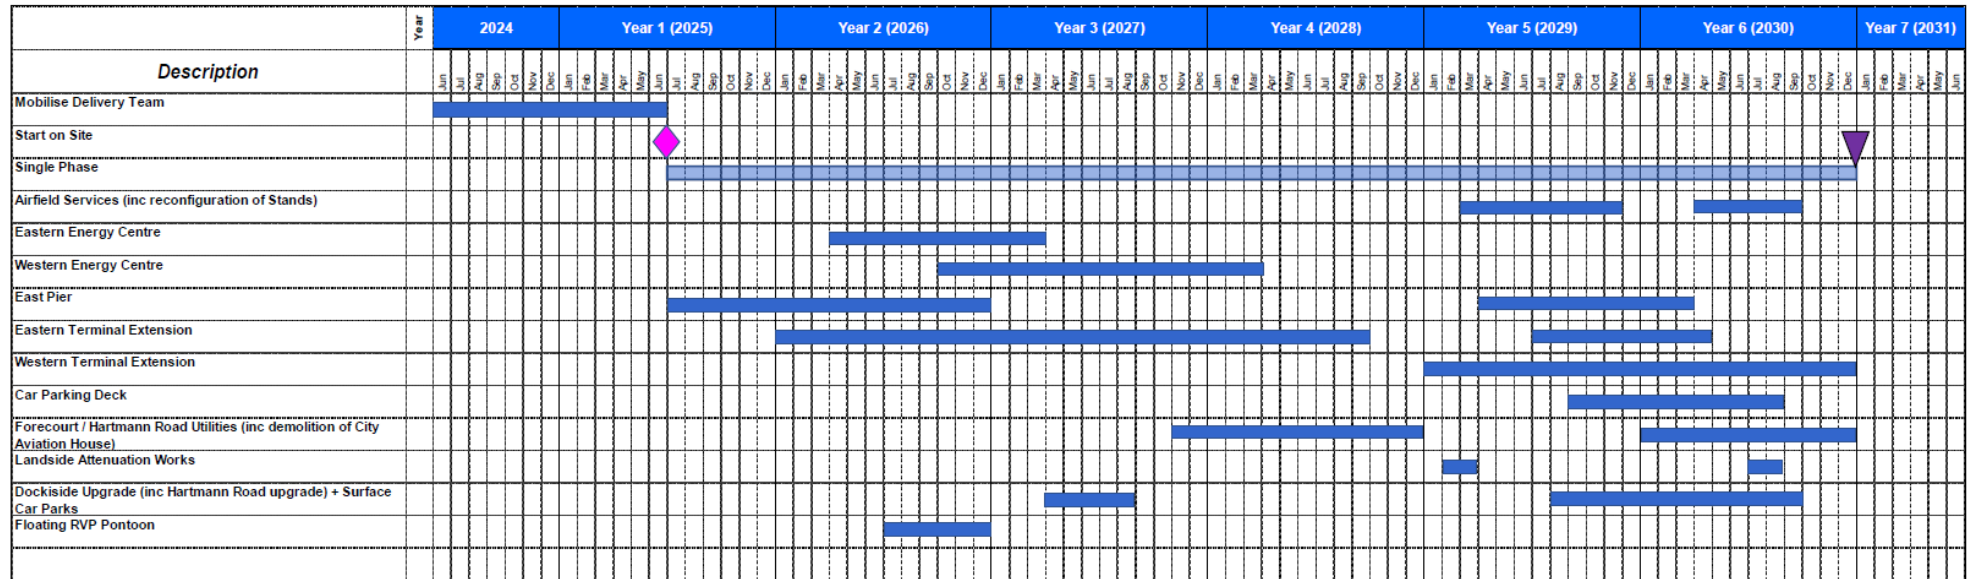 Year 2024 Year 1 (2025) Year 2 (2026) Year 3 (2027) Year 4 (2028) Year 5 (2029) Year 6 (2030) Year 7 (2031)
Description Jun Jul Aug Sep Oct Nov Dec Jan Feb Mar Apr May Jun Jul Aug Sep Oct Nov Dec Jan Feb Mar Apr May Jun Jul Aug Sep Oct Nov Dec Jan Feb Mar Apr May Jun Jul Aug Sep Oct Nov Dec Jan Feb Mar Apr May Jun Jul Aug Sep Oct Nov Dec Jan Feb Mar Apr May Jun Jul Aug Sep Oct Nov Dec Jan Feb Mar Apr May Jun Jul Aug Sep Oct Nov Dec Jan Feb Mar Apr May Jun
Mobilise Delivery Team
Start on Site
Single Phase
Airfield Services (inc reconfiguration of Stands)
Eastern Energy Centre
Western Energy Centre
East Pier
Eastern Terminal Extension
Western Terminal Extension
Car Parking Deck
Forecourt / Hartmann Road Utilities (inc demolition of City
Aviation House)
Landside Attenuation Works
Dockiside Upgrade (inc Hartmann Road upgrade) + Surface
Car Parks
Floating RVP Pontoon